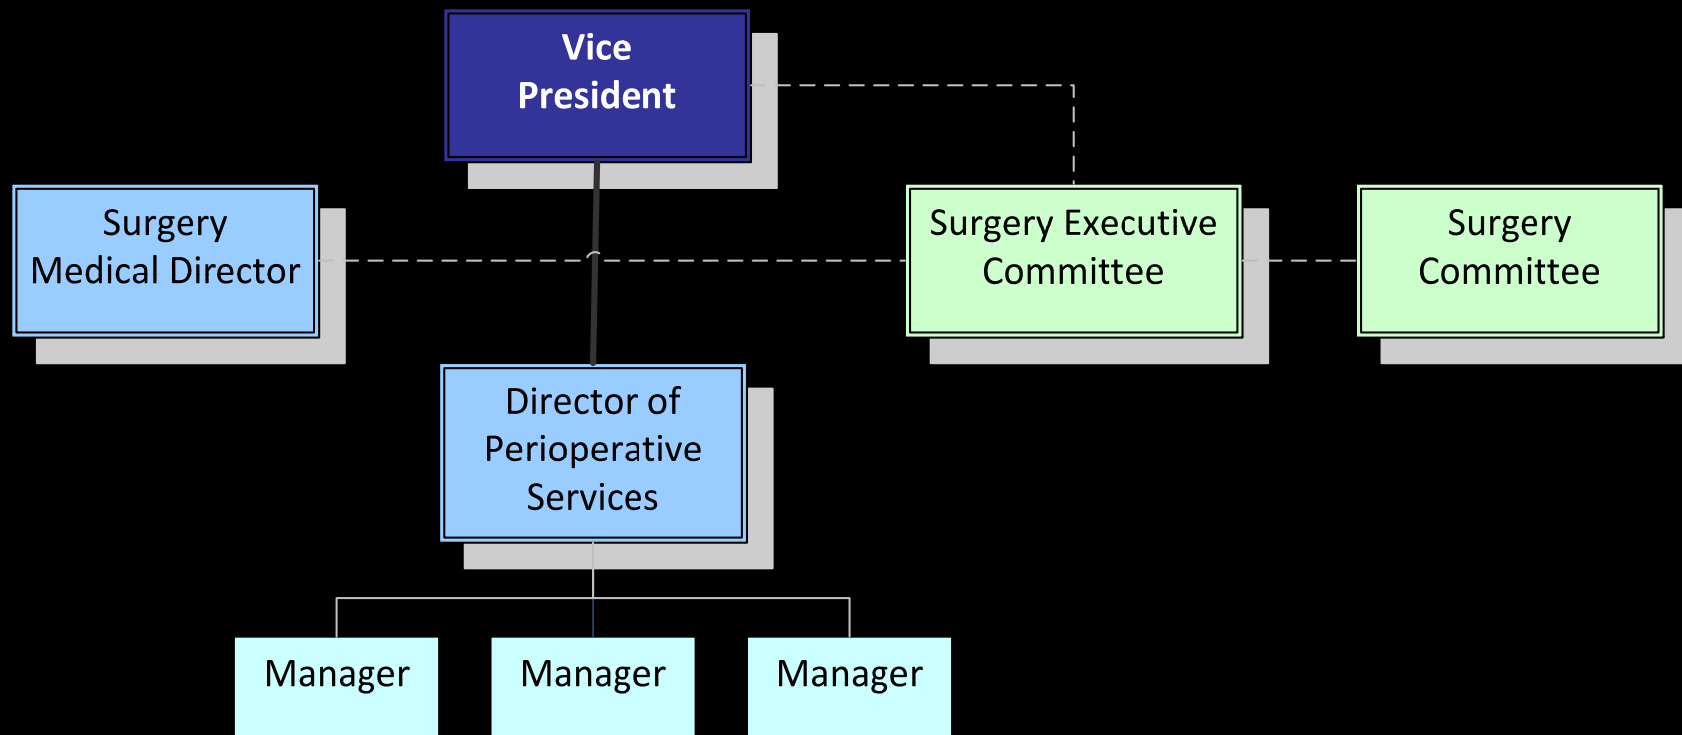 Vice
President
Surgery
Medical Director
Surgery Executive
Committee
Surgery
Committee
Director of
Perioperative
Services
Manager
Manager
Manager